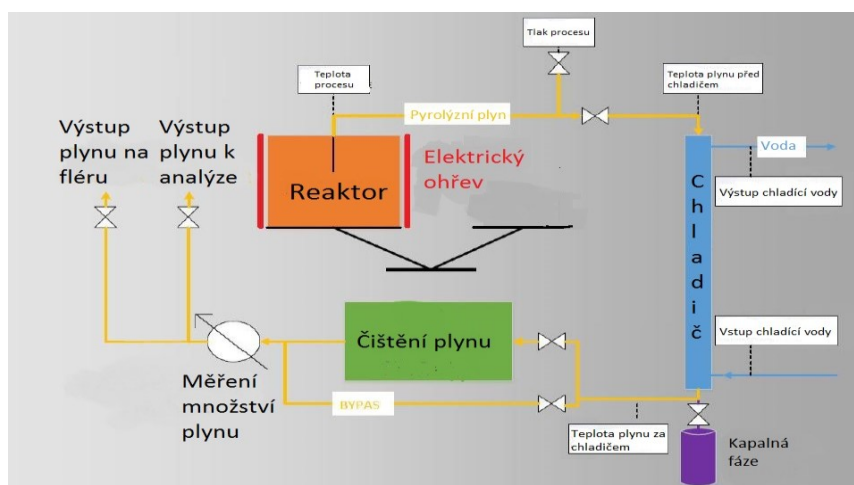 Tlak procesu
Teplota
procesu
Teplota plynu před
chladičem
Pyrolýzní plyn
Výstup
plynu na
fléru
Výstup
plynu k
analýze
Elektrický
ohřev
Reaktor
Voda
Výstup chladící vody
Chladič
Vstup chladící vody
Čištění plynu
Měření
množství
plynu
BYPAS
Teplota plynu za
chladičem
Kapalná
fáze